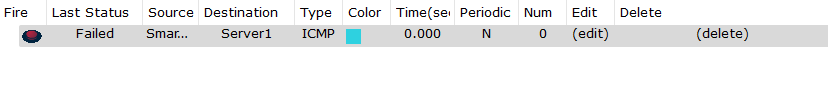 Fire Last Status Source Destination Type Color Time(sec Periodic Num Edit Delete
Failed Smar... Server1 ICMP 0.000 N 0 (edit) (delete)